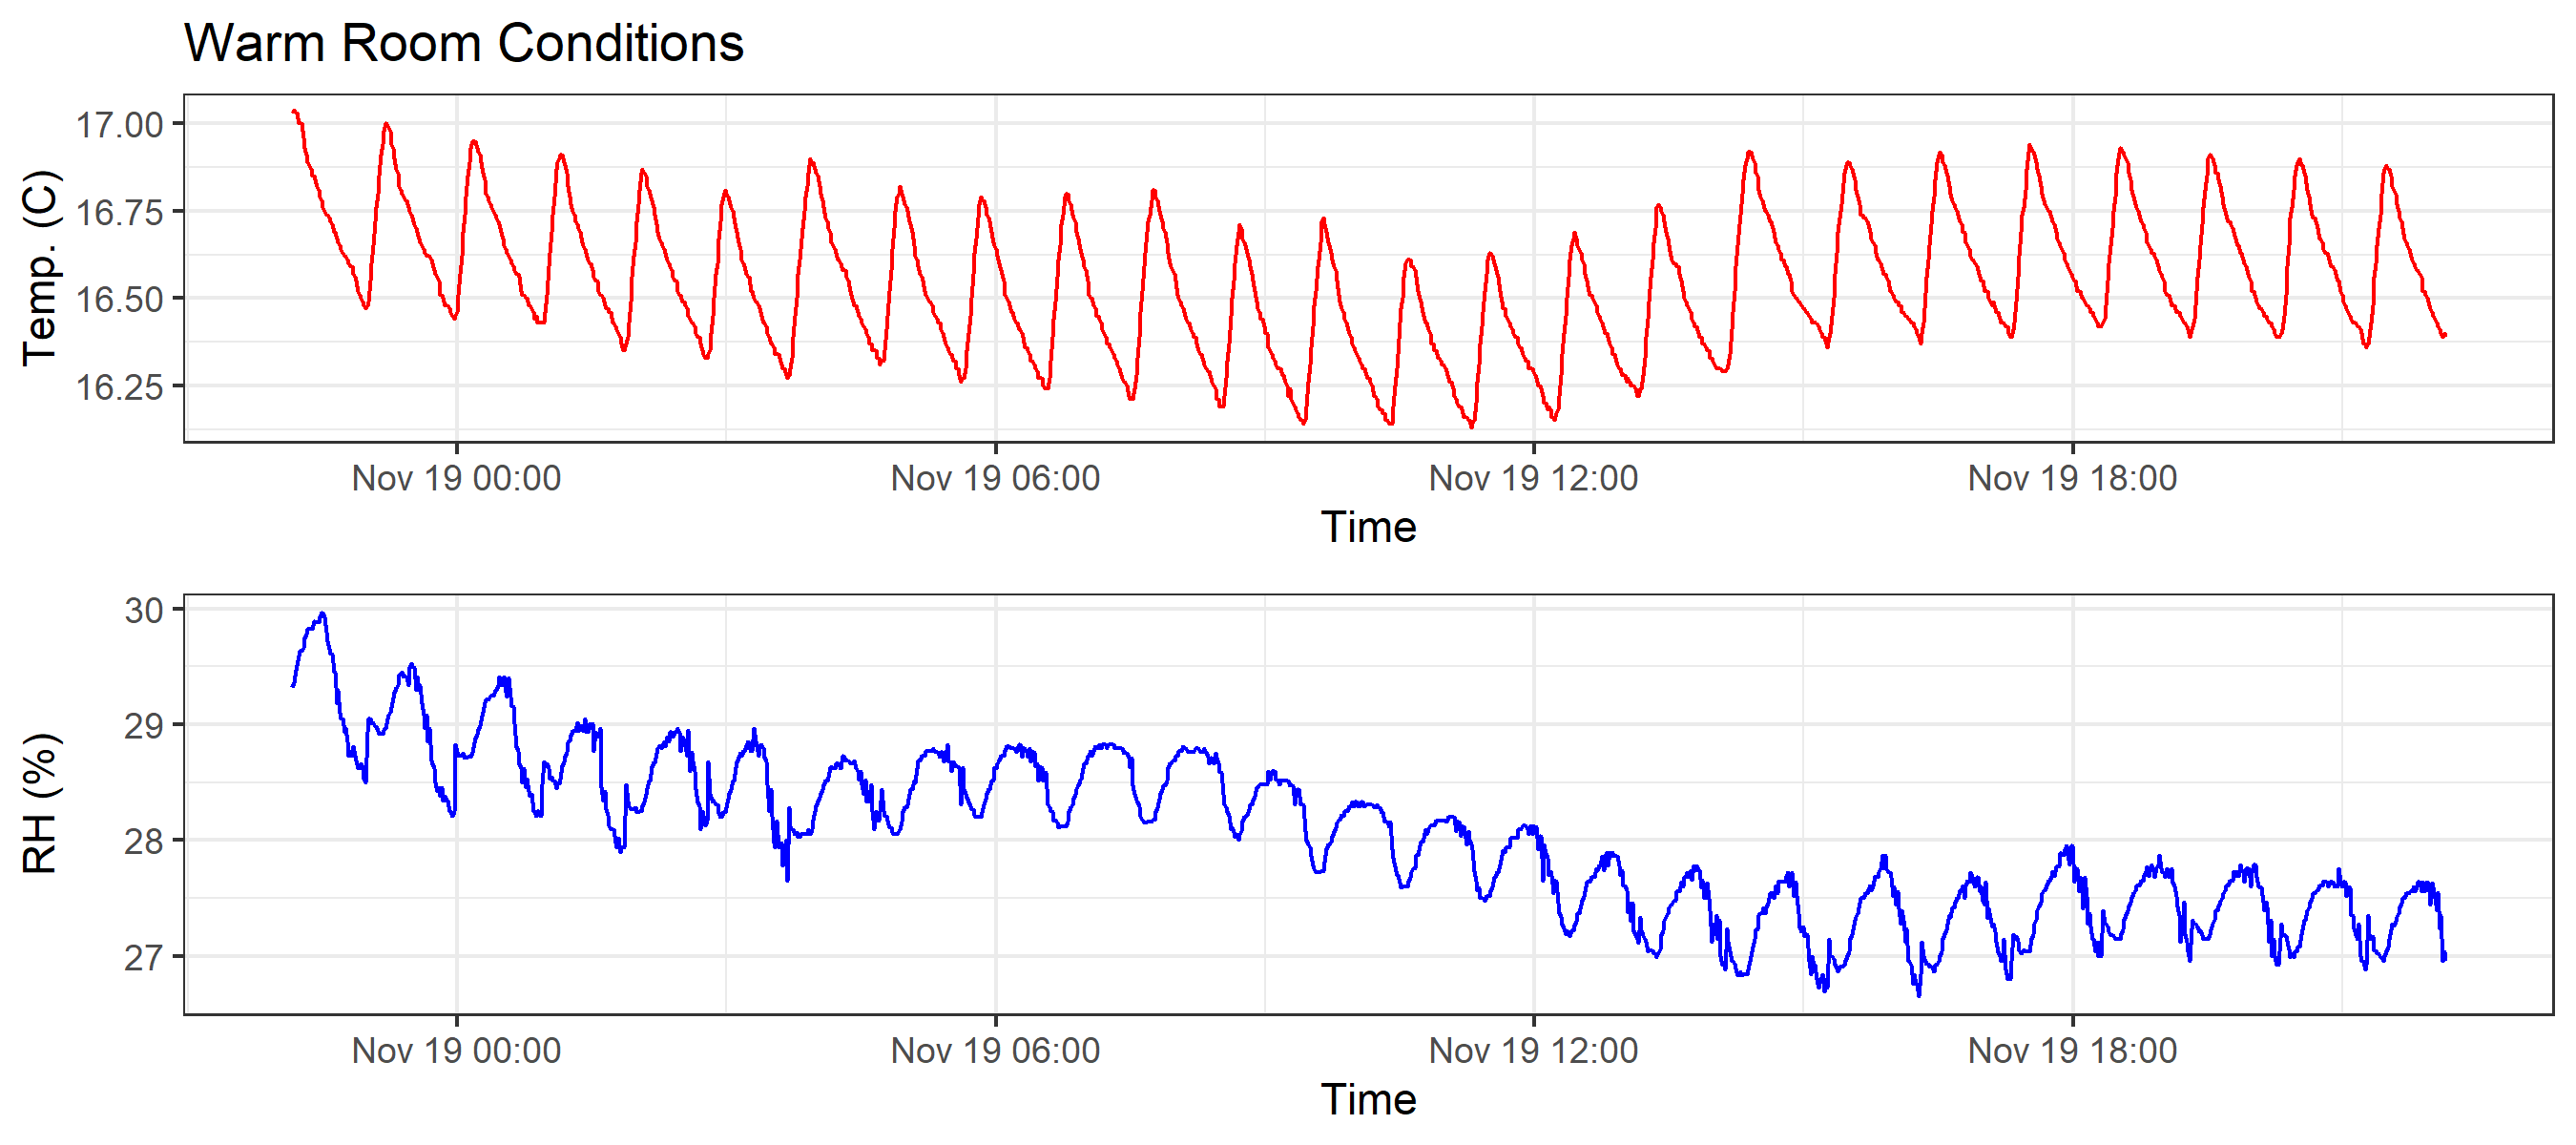 Warm Room Conditions
Temp. (C)
17.00
16.75
16.50
16.25
Nov 19 00:00 Nov 19 06:00 Nov 19 12:00 Nov 19 18:00
Time
RH (%)
30
29
28
27
Nov 19 00:00 Nov 19 06:00 Nov 19 12:00 Nov 19 18:00
Time